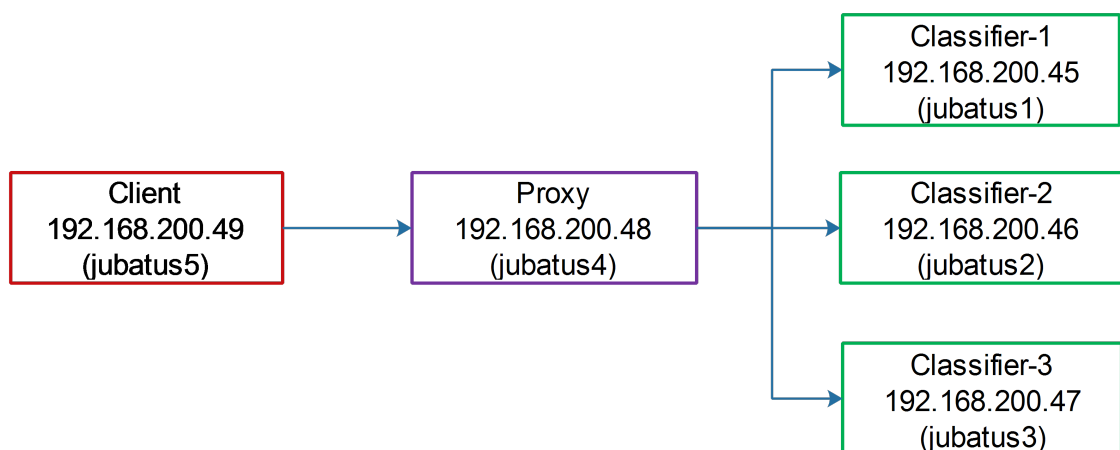 Client
192.168.200.49
(jubatus5)
Proxy
192.168.200.48
(jubatus4)
Classifier-1
192.168.200.45
(jubatus1)
Classifier-2
192.168.200.46
(jubatus2)
Classifier-3
192.168.200.47
(jubatus3)